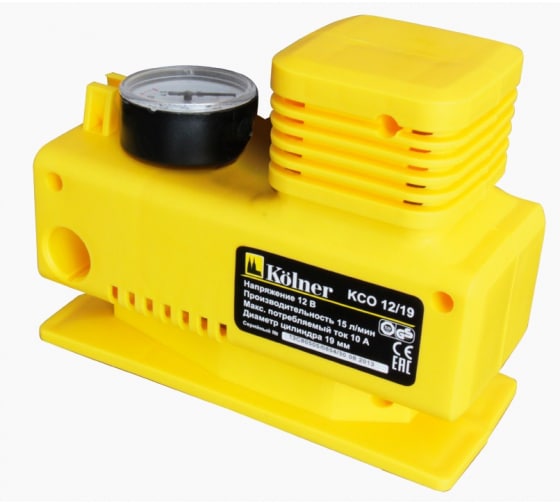 Kölner
KCO 12/19
Напряжение 12 В
Производительность 15 л/мин
Макс. потребляемый ток 10 А
Диаметр цилиндра 19 мм
Серийный №
GS
CE
EAC